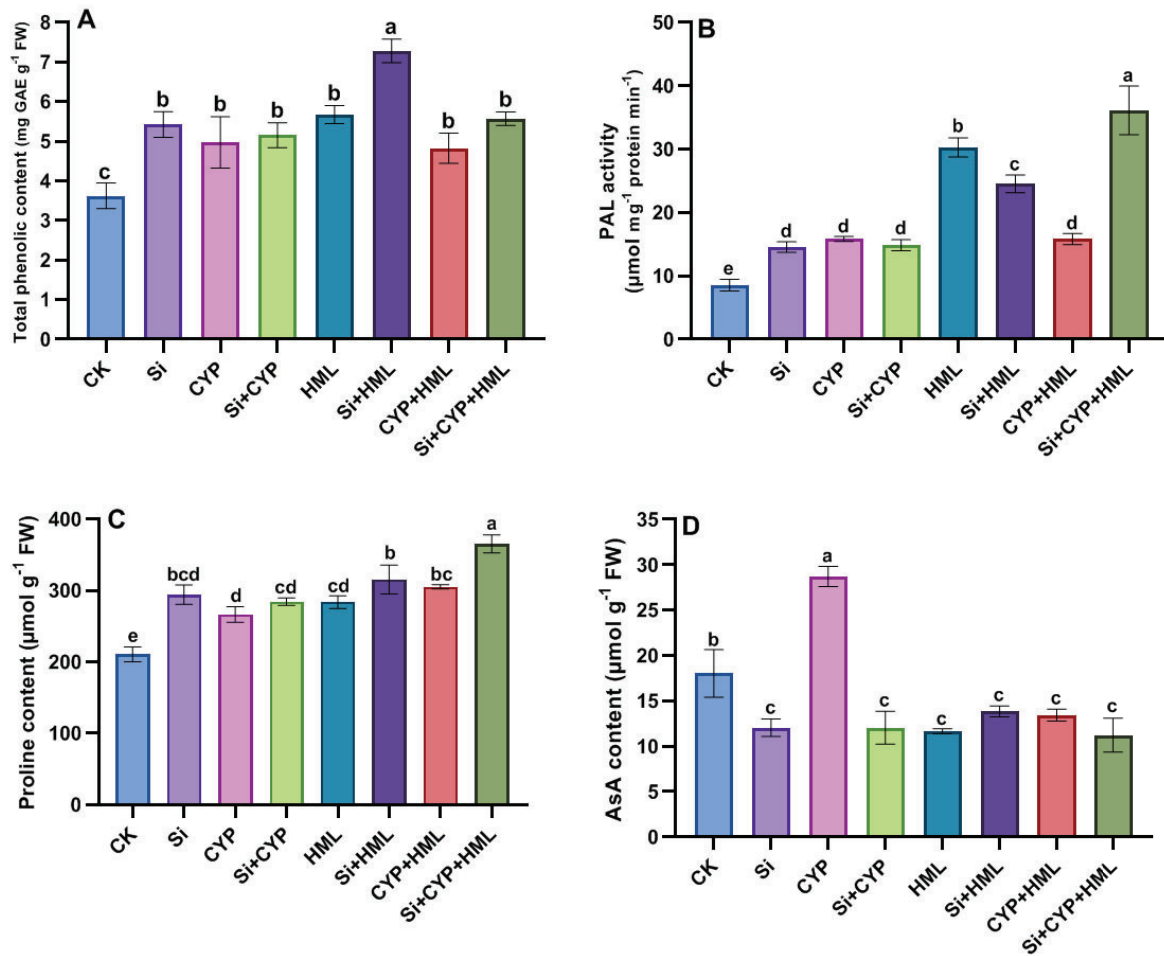 A
Total phenolic content (mg GAE g⁻¹ FW)
8
7
6
5
4
3
2
1
0
c
b
b
b
b
a
b
b
CK
Si
CYP
Si+CYP
HML
Si+HML
CYP+HML
Si+CYP+HML
B
PAL activity
(µmol mg⁻¹ protein min⁻¹)
50
40
30
20
10
0
e
d
d
d
b
c
d
a
CK
Si
CYP
Si+CYP
HML
Si+HML
CYP+HML
Si+CYP+HML
C
Proline content (µmol g⁻¹ FW)
400
300
200
100
0
e
bcd
d
cd
cd
b
bc
a
CK
Si
CYP
Si+CYP
HML
Si+HML
CYP+HML
Si+CYP+HML
D
AsA content (µmol g⁻¹ FW)
35
30
25
20
15
10
5
0
b
c
a
c
c
c
c
c
CK
Si
CYP
Si+CYP
HML
Si+HML
CYP+HML
Si+CYP+HML